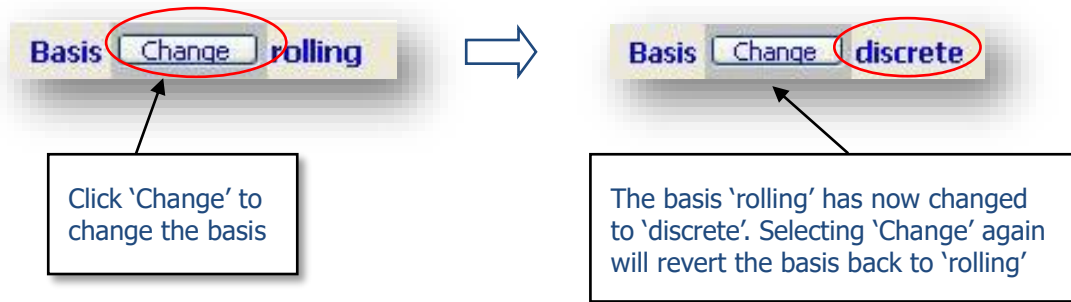 Basis Change rolling
Basis Change discrete
Click ‘Change’ to
change the basis
The basis ‘rolling’ has now changed
to ‘discrete’. Selecting ‘Change’ again
will revert the basis back to ‘rolling’